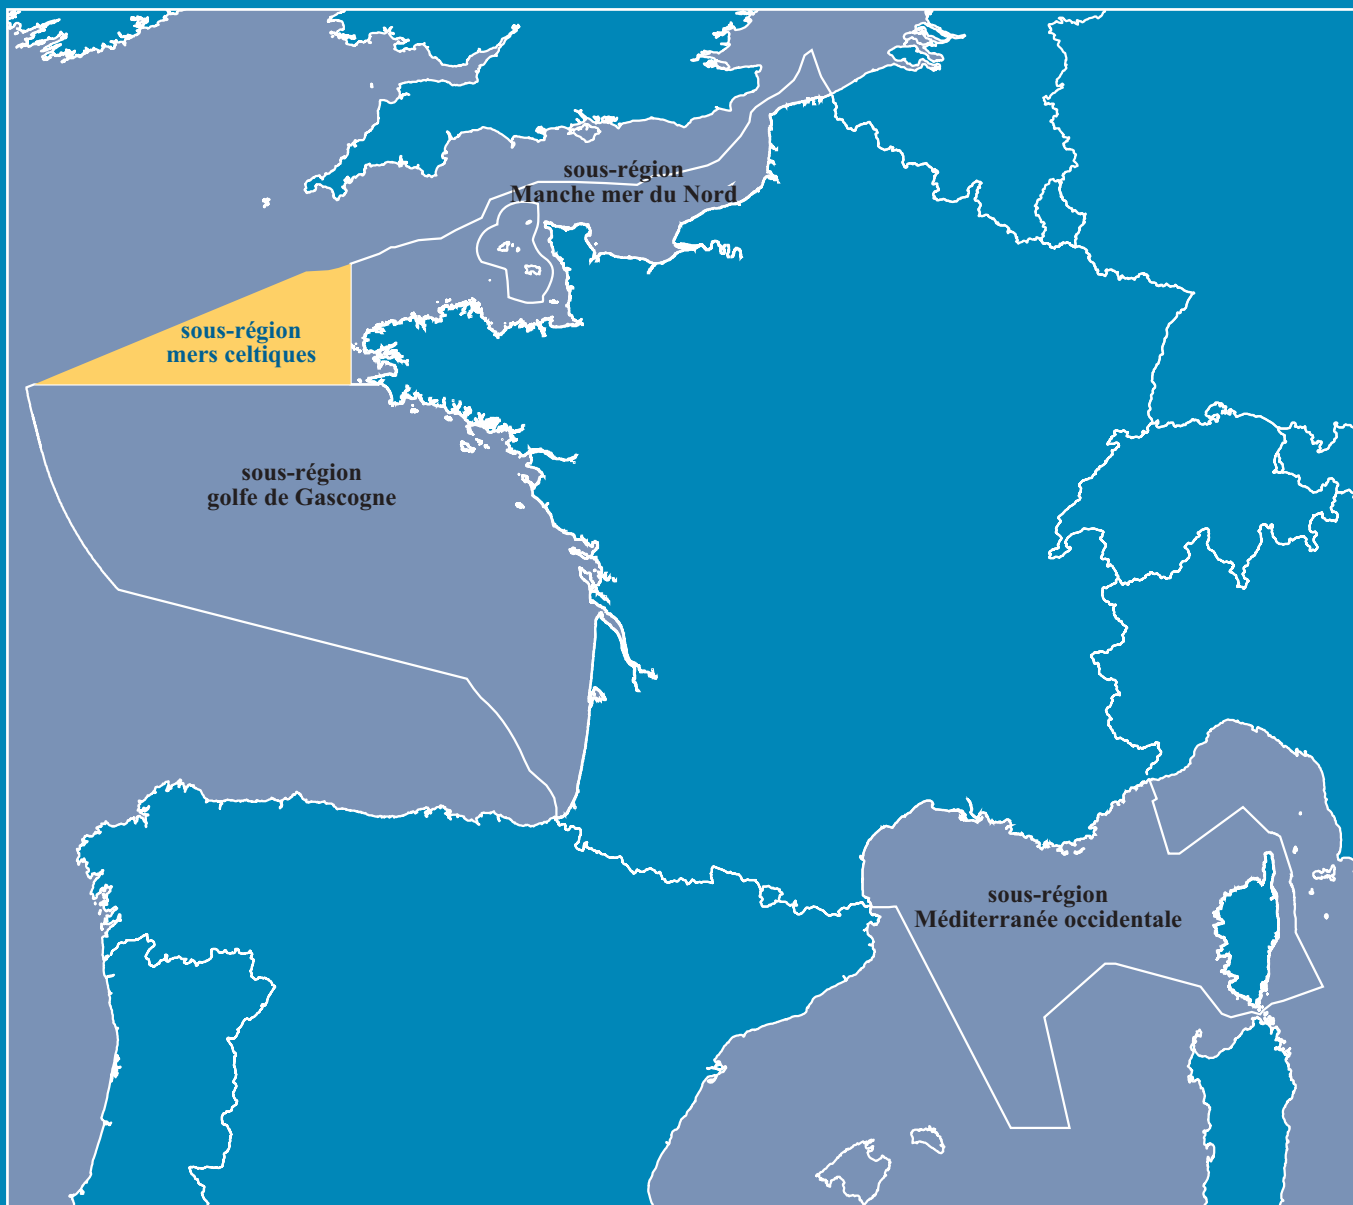 sous-région
Manche mer du Nord
sous-région
mers celtiques
sous-région
golfe de Gascogne
sous-région
Méditerranée occidentale